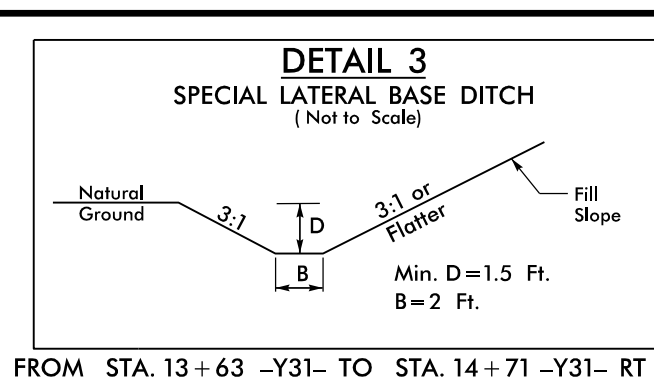 DETAIL 3
SPECIAL LATERAL BASE DITCH
( Not to Scale)
Natural
Ground
3:1
D
3:1 or
Flatter
Fill
Slope
B
Min. D=1.5 Ft.
B=2 Ft.
FROM STA. 13+63 -Y31- TO STA. 14+71 -Y31- RT